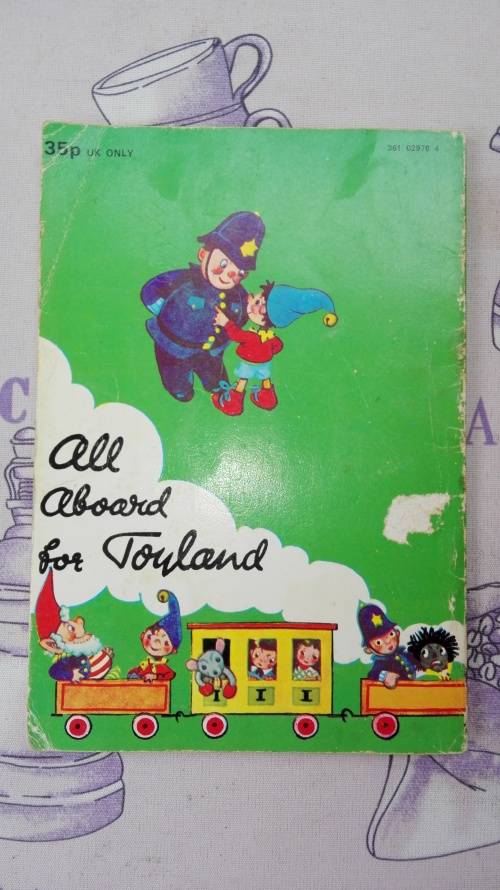 35p UK ONLY
361 02976 4
All
Aboard
for Toyland
I I I
C
A